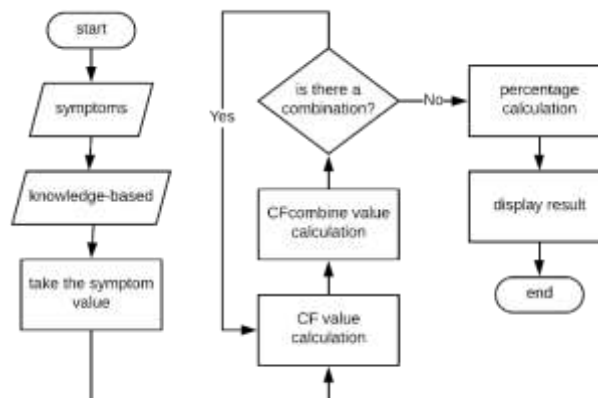 start
symptoms
knowledge-based
take the symptom
value
is there a
combination?
Yes
No
CFcombine value
calculation
CF value
calculation
percentage
calculation
display result
end